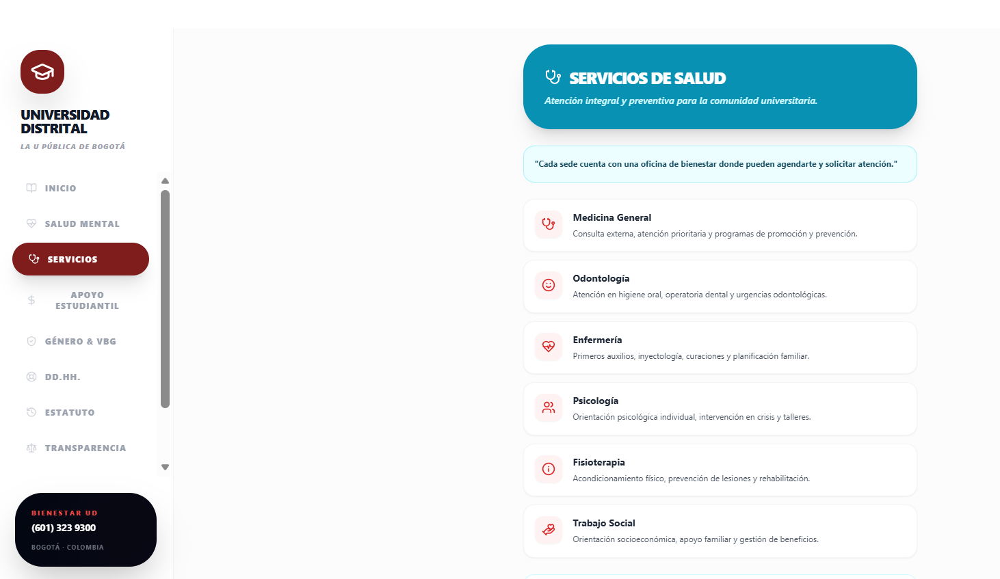 UNIVERSIDAD
DISTRITAL
LA U PÚBLICA DE BOGOTÁ
INICIO
SALUD MENTAL
SERVICIOS
APOYO
ESTUDIANTIL
GÉNERO & VBG
DD.HH.
ESTATUTO
TRANSPARENCIA
BIENESTAR UD
(601) 323 9300
BOGOTÁ · COLOMBIA
SERVICIOS DE SALUD
Atención integral y preventiva para la comunidad universitaria.
"Cada sede cuenta con una oficina de bienestar donde pueden agendarte y solicitar atención."
Medicina General
Consulta externa, atención prioritaria y programas de promoción y prevención.
Odontología
Atención en higiene oral, operatoria dental y urgencias odontológicas.
Enfermería
Primeros auxilios, inyectología, curaciones y planificación familiar.
Psicología
Orientación psicológica individual, intervención en crisis y talleres.
Fisioterapia
Acondicionamiento físico, prevención de lesiones y rehabilitación.
Trabajo Social
Orientación socioeconómica, apoyo familiar y gestión de beneficios.